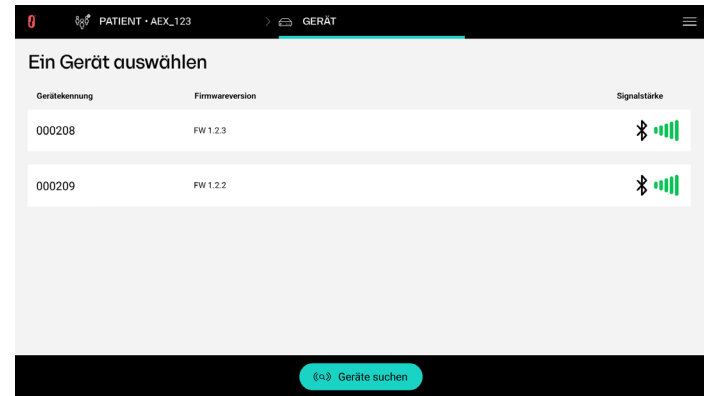 PATIENT • AEX_123 > GERÄT
Ein Gerät auswählen
Gerätekennung Firmwareversion Signalstärke
000208 FW 1.2.3
000209 FW 1.2.2
Geräte suchen